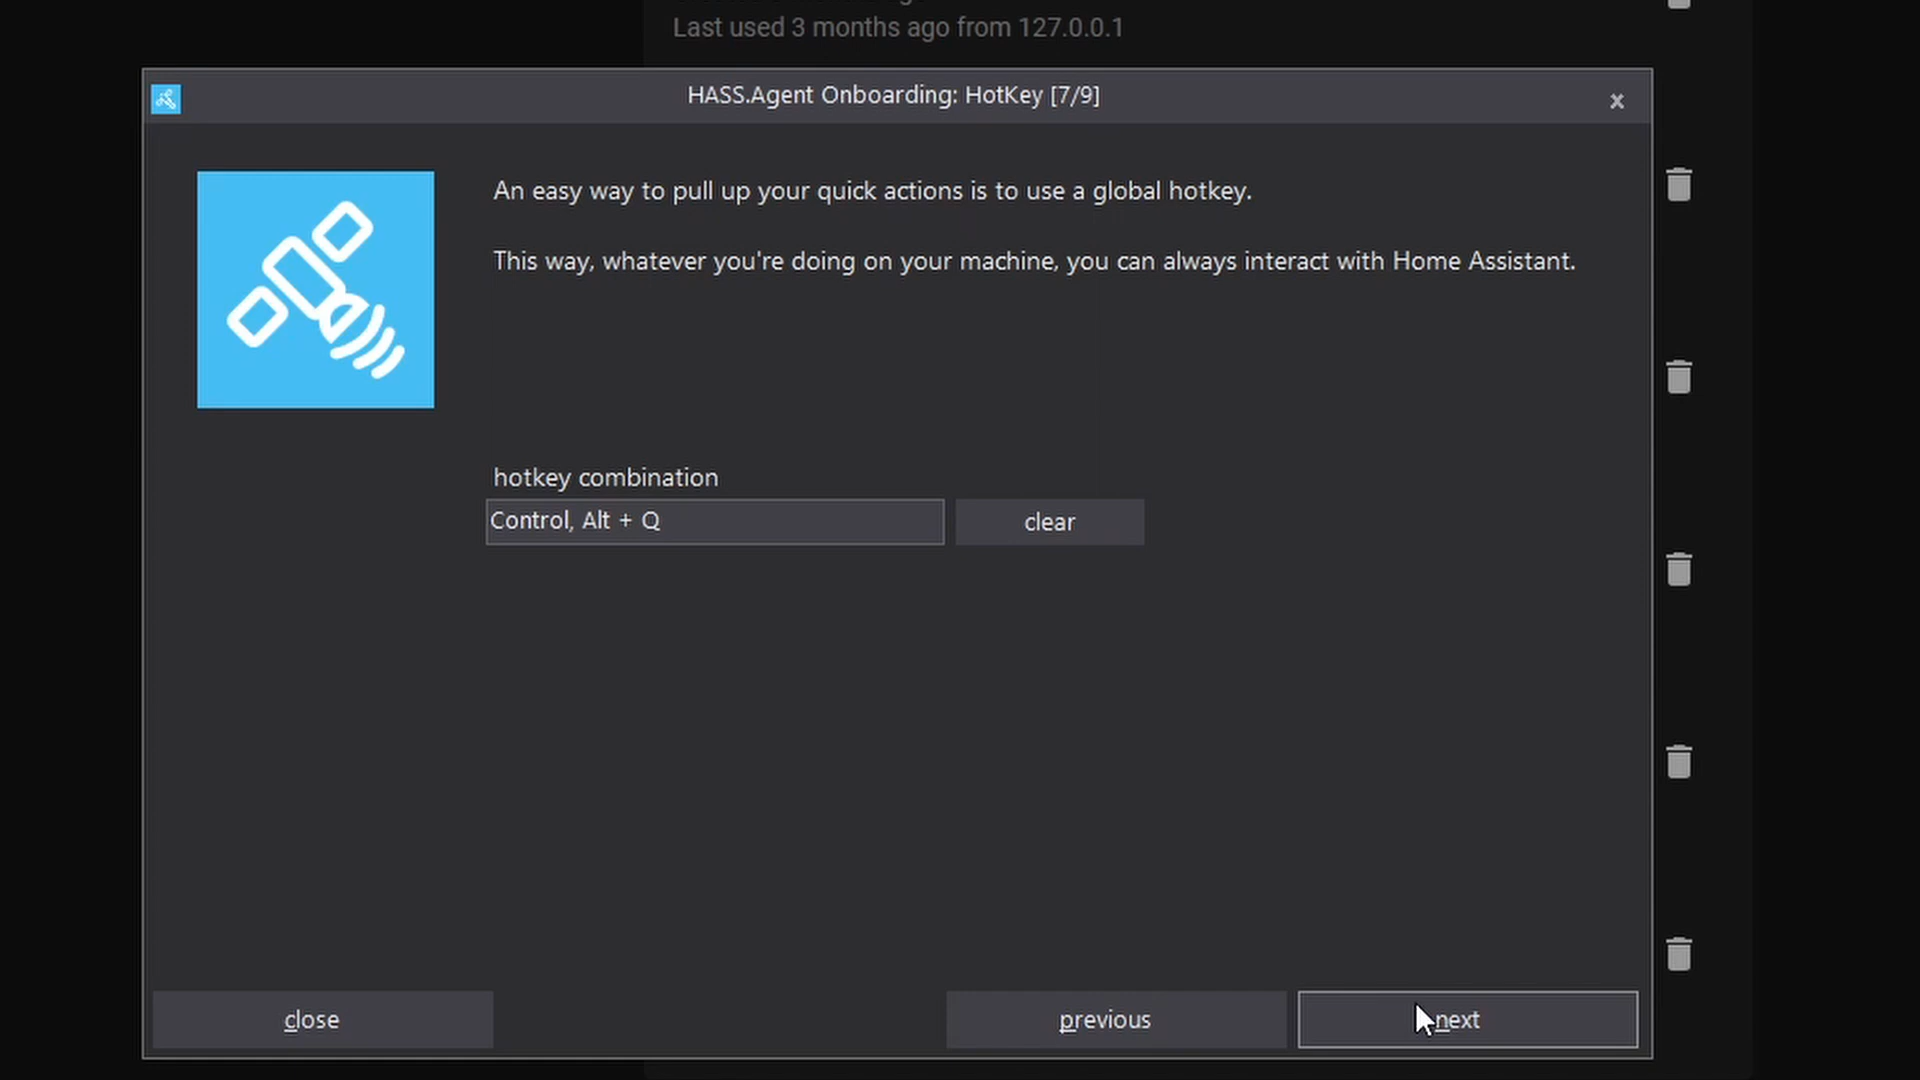 Last used 3 months ago from 127.0.0.1
HASS.Agent Onboarding: HotKey [7/9]
x
An easy way to pull up your quick actions is to use a global hotkey.
This way, whatever you're doing on your machine, you can always interact with Home Assistant.
hotkey combination
Control, Alt + Q
clear
close
previous
next